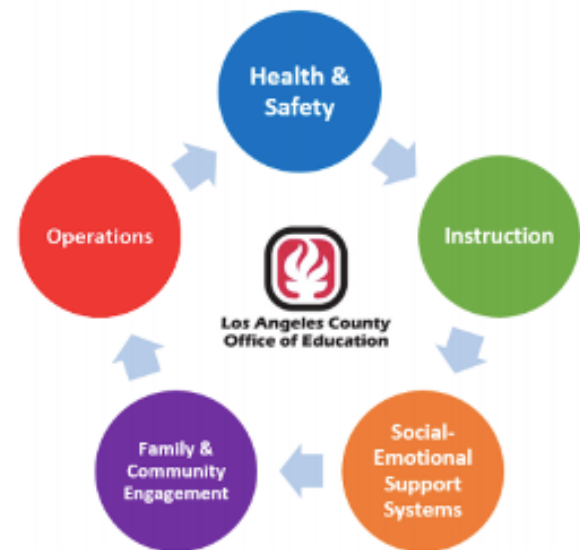 Health &
Safety
Instruction
Social-
Emotional
Support
Systems
Family &
Community
Engagement
Operations
Los Angeles County
Office of Education